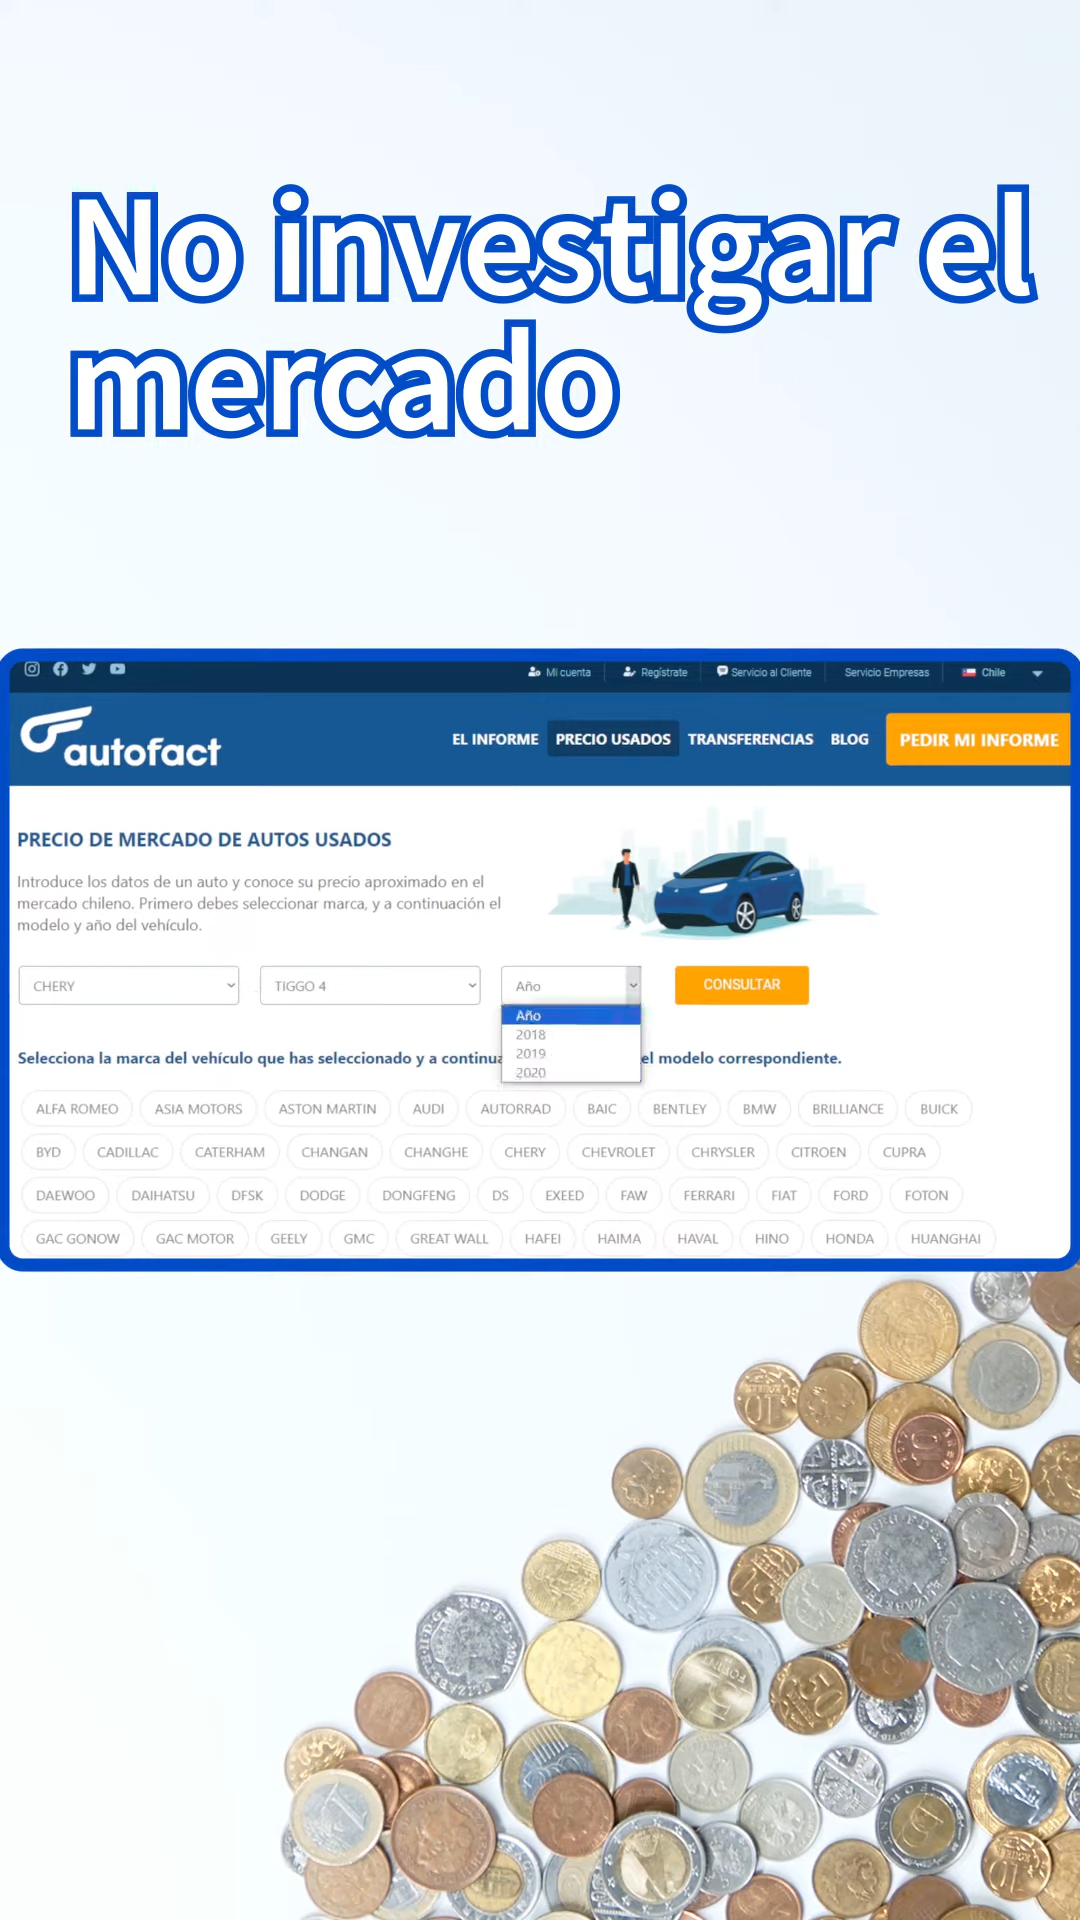 No investigar el
mercado
Mi cuenta
Regístrate
Servicio al Cliente
Servicio Empresas
Chile
autofact
EL INFORME
PRECIO USADOS
TRANSFERENCIAS
BLOG
PEDIR MI INFORME
PRECIO DE MERCADO DE AUTOS USADOS
Introduce los datos de un auto y conoce su precio aproximado en el
mercado chileno. Primero debes seleccionar marca, y a continuación el
modelo y año del vehículo.
CHERY
TIGGO 4
Año
CONSULTAR
Año
2018
2019
2020
Selecciona la marca del vehículo que has seleccionado y a continua
el modelo correspondiente.
ALFA ROMEO
ASIA MOTORS
ASTON MARTIN
AUDI
AUTORRAD
BAIC
BENTLEY
BMW
BRILLIANCE
BUICK
BYD
CADILLAC
CATERHAM
CHANGAN
CHANGHE
CHERY
CHEVROLET
CHRYSLER
CITROEN
CUPRA
DAEWOO
DAIHATSU
DFSK
DODGE
DONGFENG
DS
EXEED
FAW
FERRARI
FIAT
FORD
FOTON
GAC GONOW
GAC MOTOR
GEELY
GMC
GREAT WALL
HAFEI
HAIMA
HAVAL
HINO
HONDA
HUANGHAI